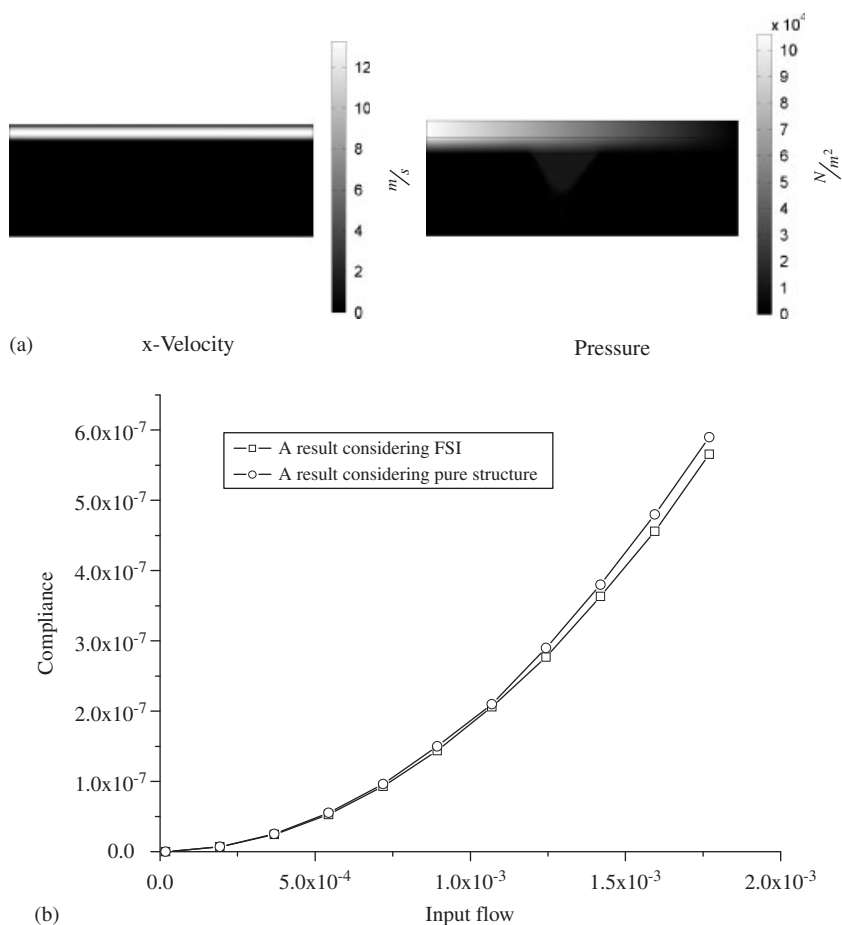 12
10
8
6
4
2
0
m/s
x 10⁴
10
9
8
7
6
5
4
3
2
1
0
N/m²
(a) x-Velocity Pressure
6.0x10⁻⁷
5.0x10⁻⁷
4.0x10⁻⁷
3.0x10⁻⁷
2.0x10⁻⁷
1.0x10⁻⁷
0.0
Compliance
A result considering FSI
A result considering pure structure
0.0 5.0x10⁻⁴ 1.0x10⁻³ 1.5x10⁻³ 2.0x10⁻³
(b) Input flow